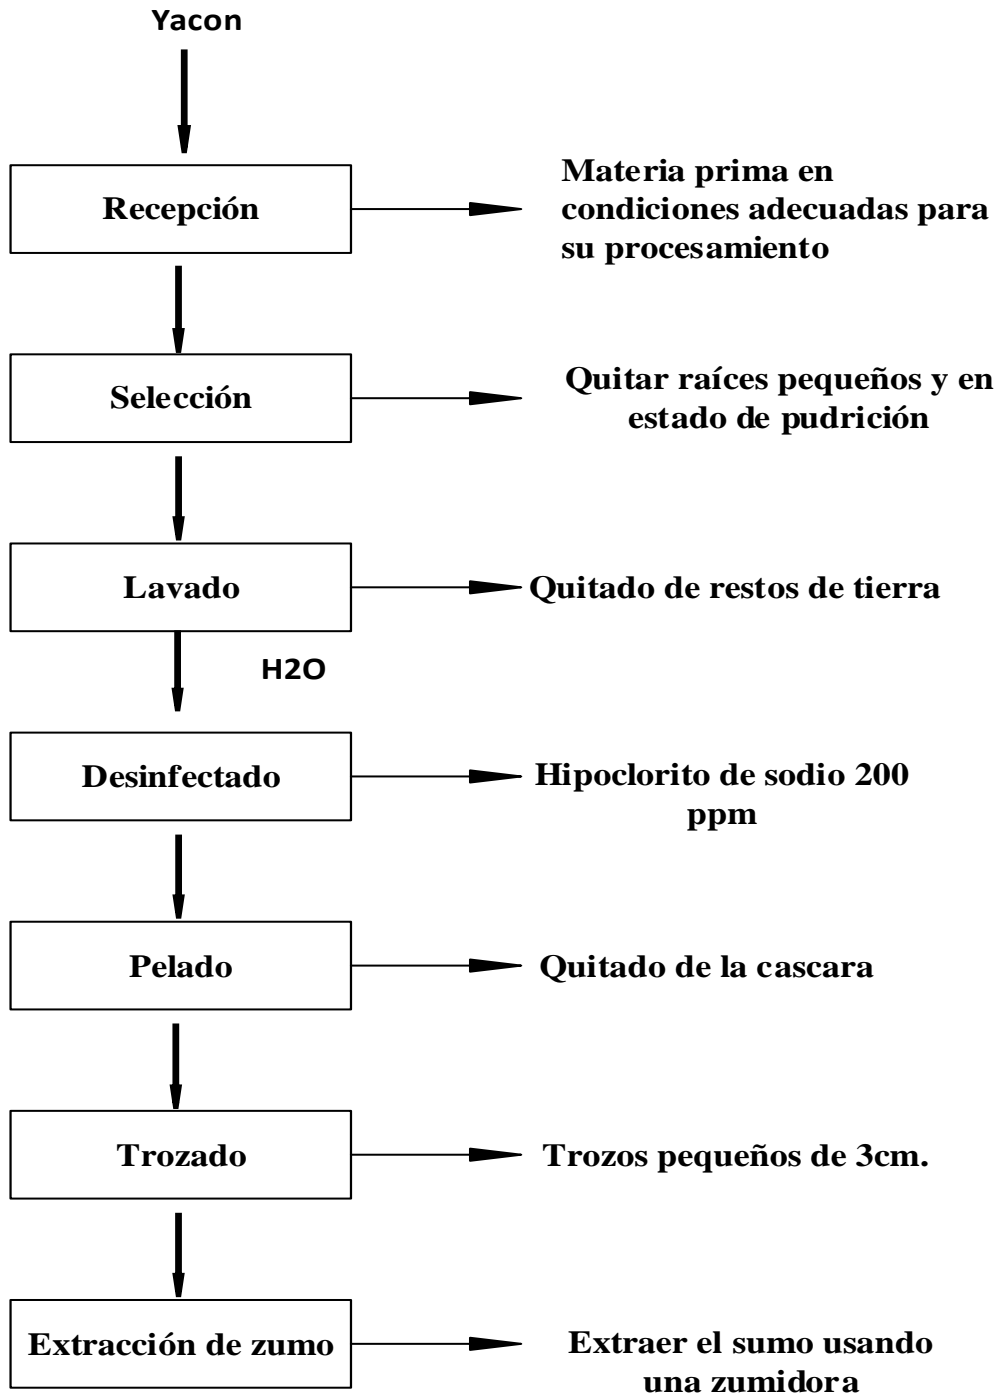 Yacon
Recepción
Materia prima en
condiciones adecuadas para
su procesamiento
Selección
Quitar raíces pequeños y en
estado de pudrición
Lavado
Quitado de restos de tierra
H2O
Desinfectado
Hipoclorito de sodio 200
ppm
Pelado
Quitado de la cascara
Trozado
Trozos pequeños de 3cm.
Extracción de zumo
Extraer el sumo usando
una zumidora